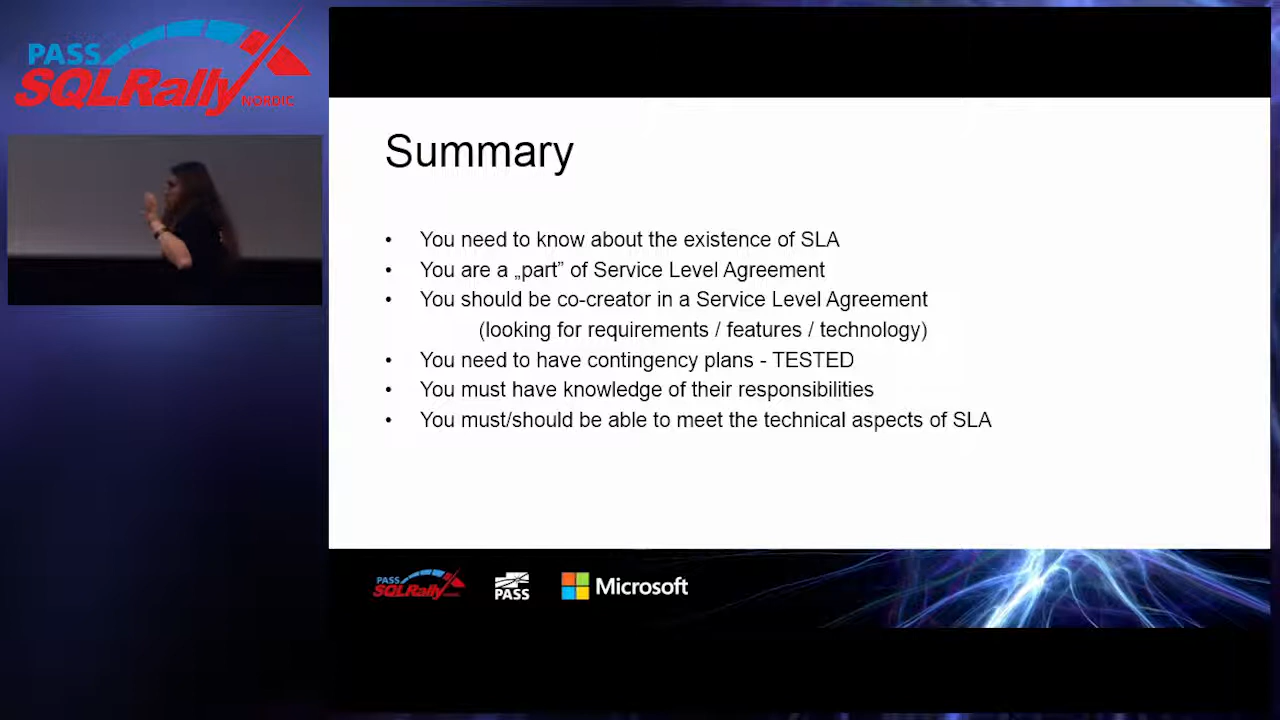 PASS
SQLRally
NORDIC
Summary
• You need to know about the existence of SLA
• You are a „part” of Service Level Agreement
• You should be co-creator in a Service Level Agreement
(looking for requirements / features / technology)
• You need to have contingency plans - TESTED
• You must have knowledge of their responsibilities
• You must/should be able to meet the technical aspects of SLA
PASS
SQLRally
PASS
Microsoft